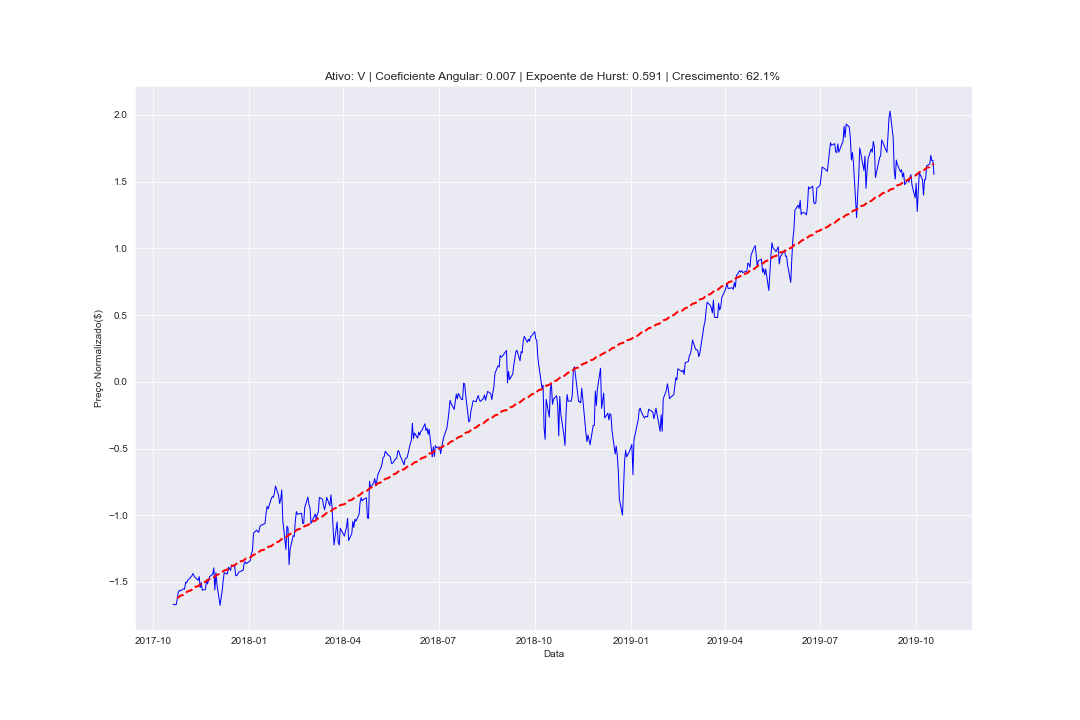 Ativo: V | Coeficiente Angular: 0.007 | Expoente de Hurst: 0.591 | Crescimento: 62.1%
Preço Normalizado($)
2.0
1.5
1.0
0.5
0.0
−0.5
−1.0
−1.5
2017-10 2018-01 2018-04 2018-07 2018-10 2019-01 2019-04 2019-07 2019-10
Data